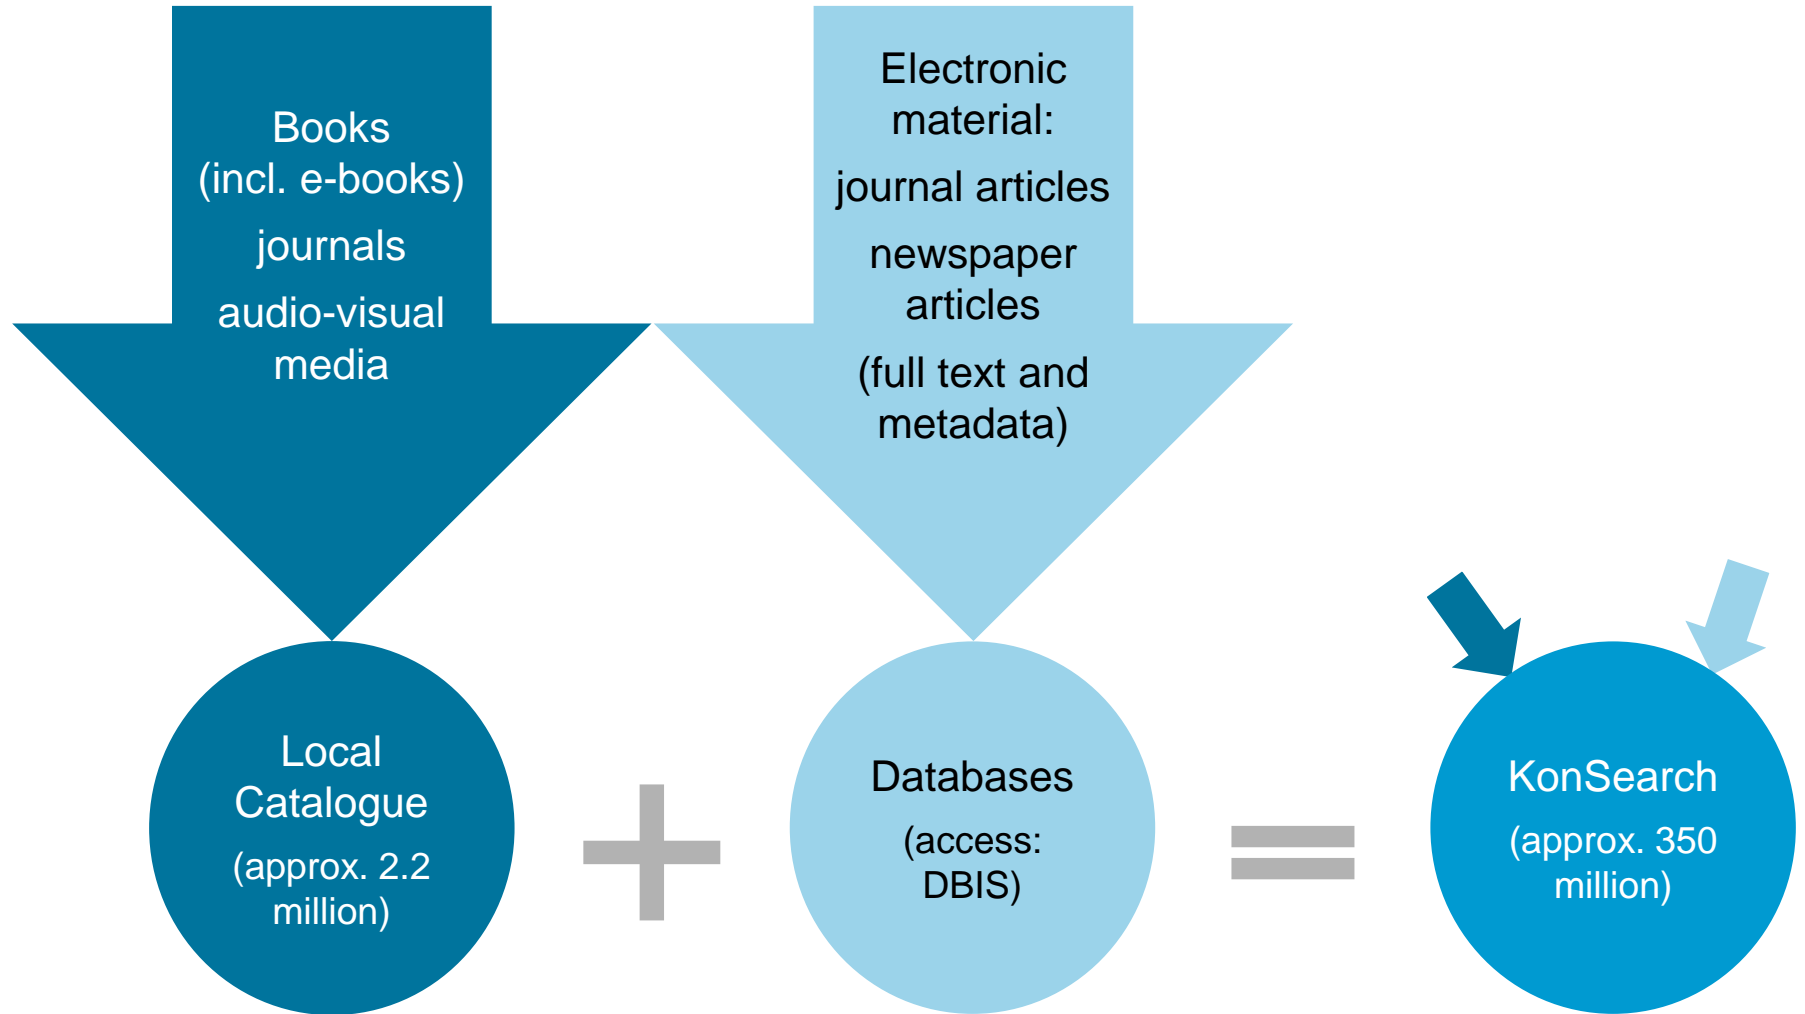 Books
(incl. e-books)
journals
audio-visual
media
Electronic
material:
journal articles
newspaper
articles
(full text and
metadata)
Local
Catalogue
(approx. 2.2
million)
Databases
(access:
DBIS)
KonSearch
(approx. 350
million)